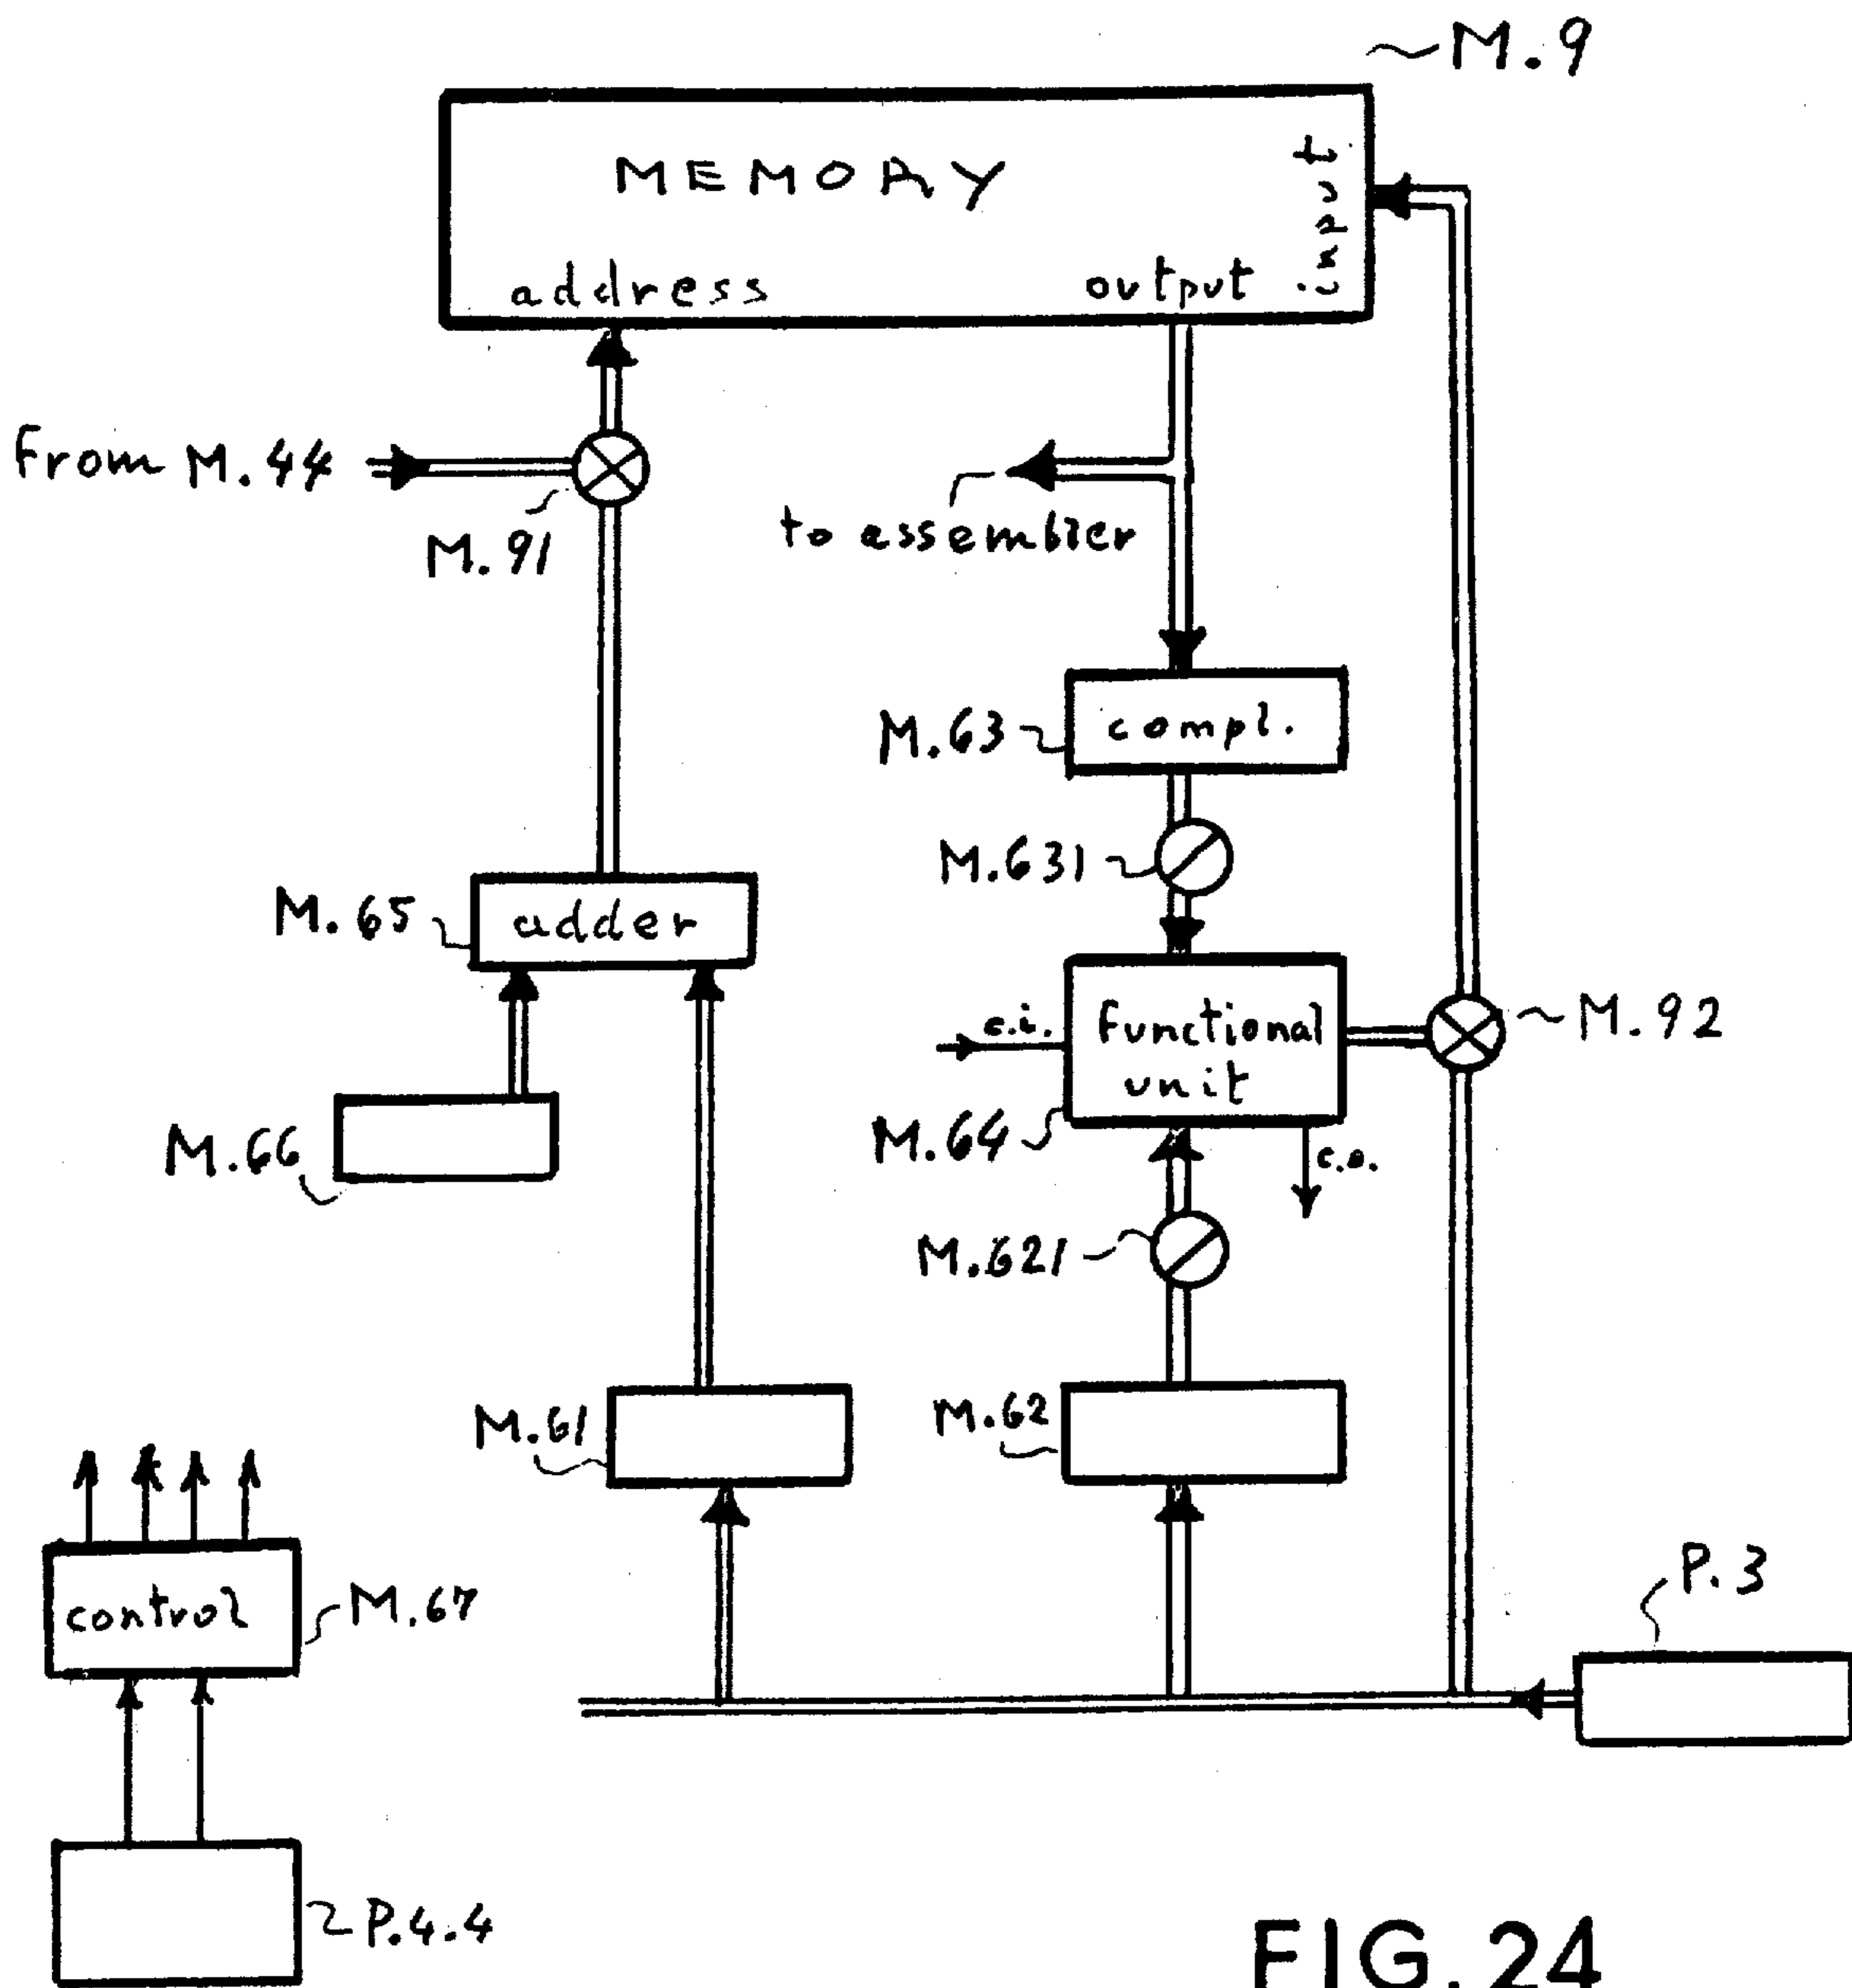 M.9
MEMORY
input
address
output
from M.44
M.91
to assembler
M.63
compl.
M.631
M.65
adder
c.i.
functional
unit
M.92
M.66
M.64
c.o.
M.621
M.61
M.62
control
M.67
P.3
P.4.4
FIG. 24